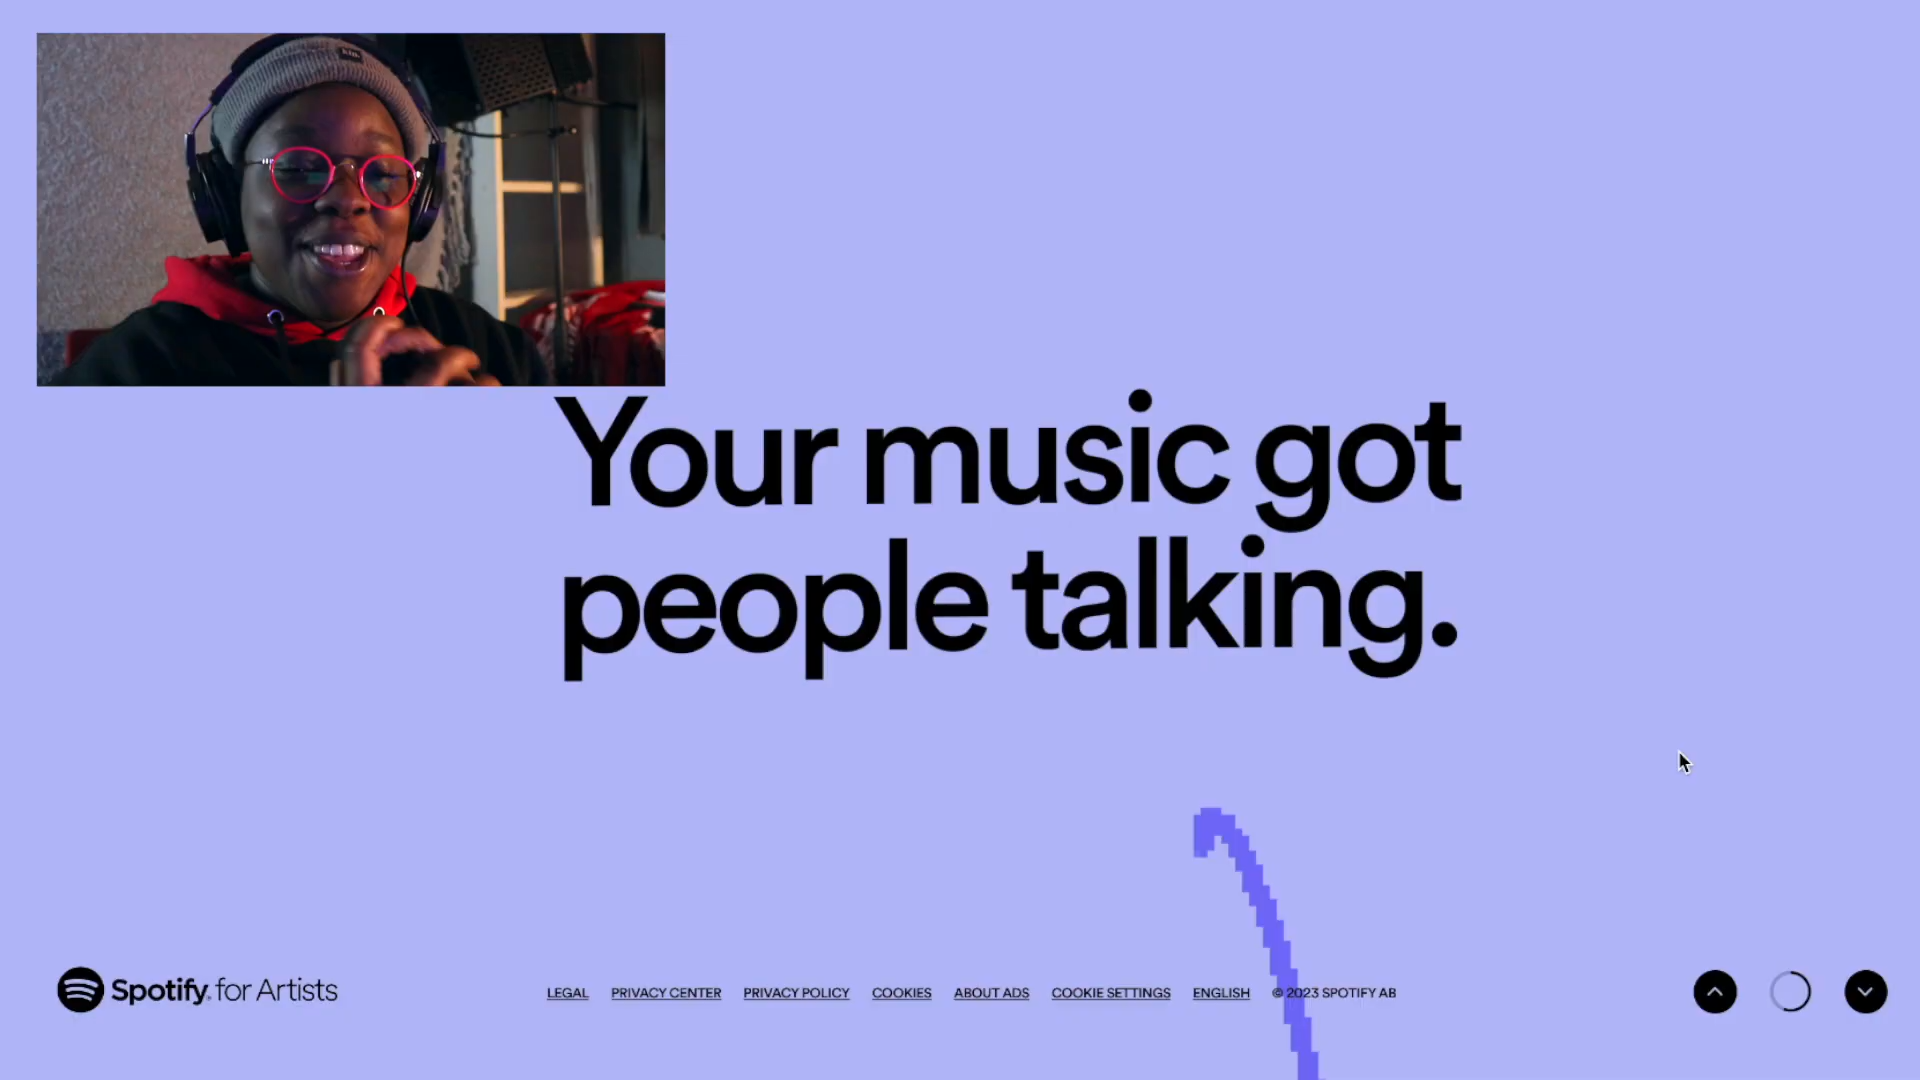 Your music got
people talking.
Spotify for Artists
LEGAL PRIVACY CENTER PRIVACY POLICY COOKIES ABOUT ADS COOKIE SETTINGS ENGLISH © 2023 SPOTIFY AB